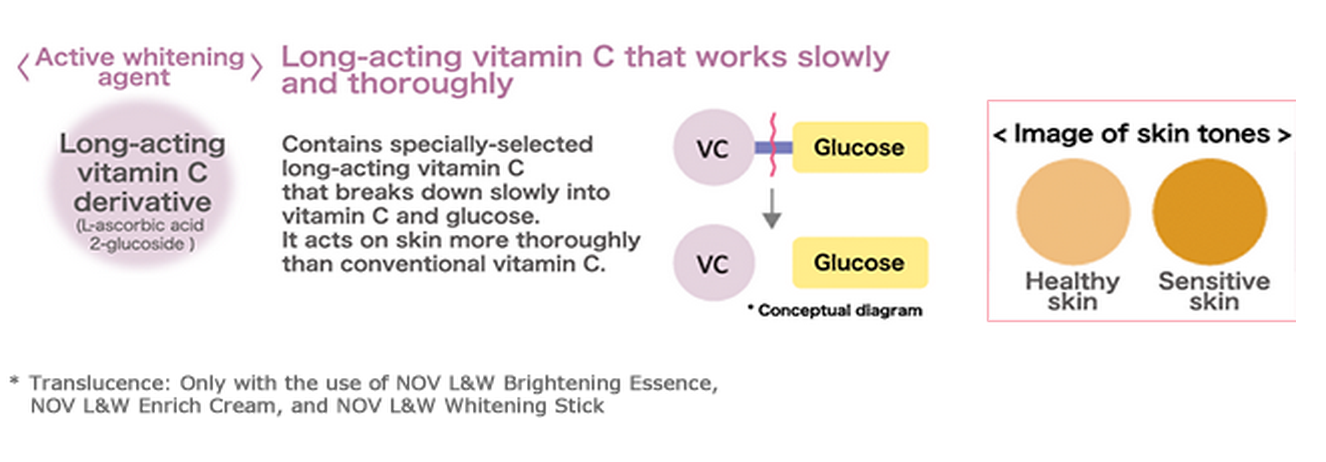 〈 Active whitening 〉
agent
Long-acting
vitamin C
derivative
(L-ascorbic acid
2-glucoside )
Long-acting vitamin C that works slowly
and thoroughly
Contains specially-selected
long-acting vitamin C
that breaks down slowly into
vitamin C and glucose.
It acts on skin more thoroughly
than conventional vitamin C.
VC
Glucose
VC
Glucose
* Conceptual diagram
< Image of skin tones >
Healthy
skin
Sensitive
skin
* Translucence: Only with the use of NOV L&W Brightening Essence,
NOV L&W Enrich Cream, and NOV L&W Whitening Stick